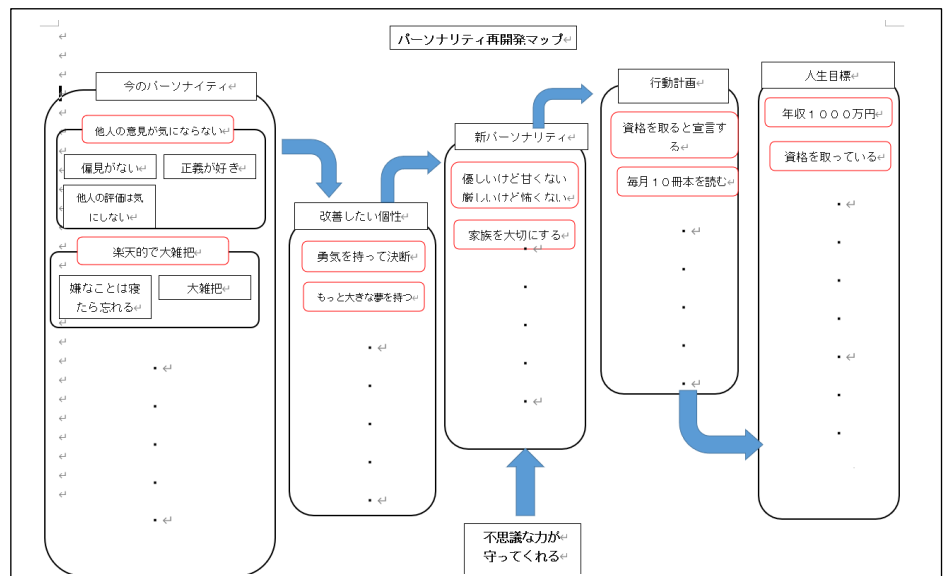 パーソナリティ再開発マップ
今のパーソナイティ
他人の意見が気にならない
偏見がない
正義が好き
他人の評価は気
にしない
楽天的で大雑把
嫌なことは寝
たら忘れる
大雑把
改善したい個性
勇気を持って決断
もっと大きな夢を持つ
新パーソナリティ
優しいけど甘くない
厳しいけど怖くない
家族を大切にする
不思議な力が
守ってくれる
行動計画
資格を取ると宣言す
る
毎月１０冊本を読む
人生目標
年収１０００万円
資格を取っている